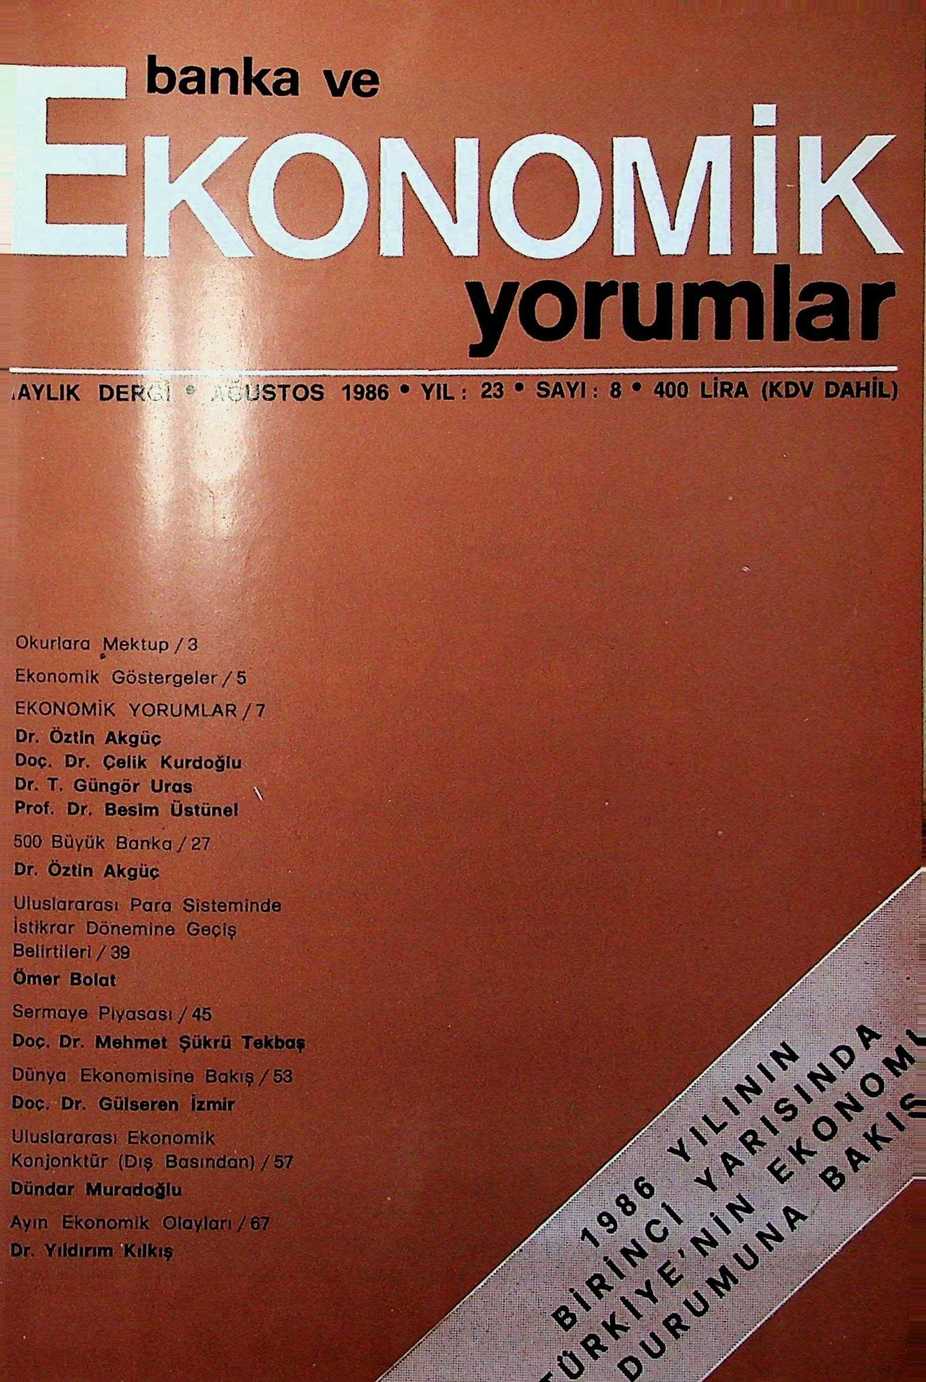 banka ve
EKONOMİK
yorumlar
AYLIK DERGİ • AĞUSTOS 1986 • YIL : 23 • SAYI : 8 • 400 LİRA (KDV DAHİL)
Okurlara Mektup / 3
Ekonomik Göstergeler / 5
EKONOMİK YORUMLAR / 7
Dr. Öztin Akgüç
Doç. Dr. Çelik Kurdoğlu
Dr. T. Güngör Uras
Prof. Dr. Besim Üstünel
500 Büyük Banka / 27
Dr. Öztin Akgüç
Uluslararası Para Sisteminde
İstikrar Dönemine Geçiş
Belirtileri / 39
Ömer Bolat
Sermaye Piyasası / 45
Doç. Dr. Mehmet Şükrü Tekbaş
Dünya Ekonomisine Bakış / 53
Doç. Dr. Gülseren İzmir
Uluslararası Ekonomik
Konjonktür (Dış Basından) / 57
Dündar Muradoğlu
Ayın Ekonomik Olayları / 67
Dr. Yıldırım Kılkış
1986 YILININ
BİRİNCİ YARISINDA
TÜRKİYE'NİN EKONOMİ
DURUMUNA BAKIŞ